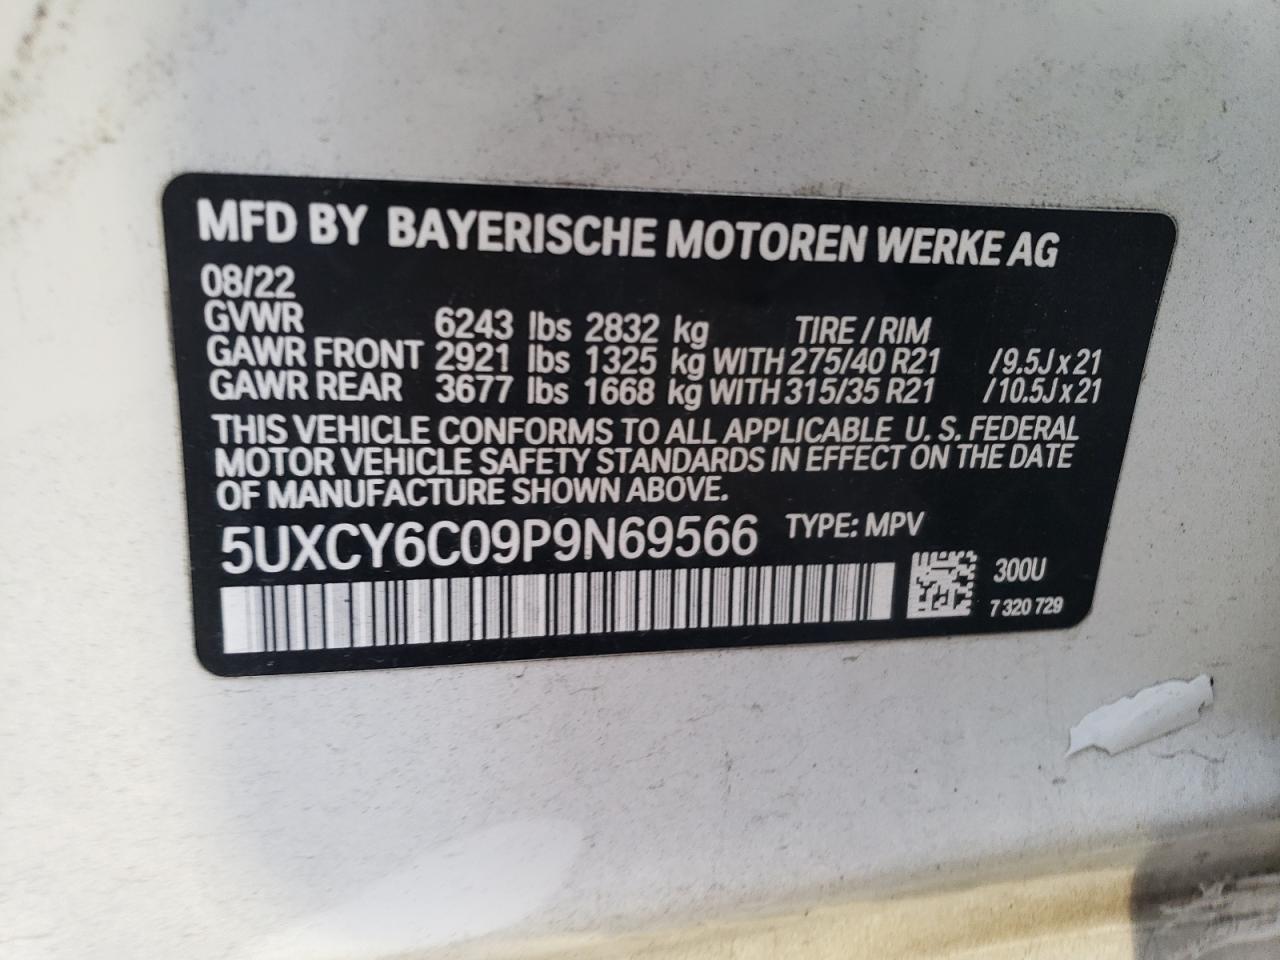 MFD BY BAYERISCHE MOTOREN WERKE AG
08/22
GVWR 6243 lbs 2832 kg TIRE / RIM
GAWR FRONT 2921 lbs 1325 kg WITH 275/40 R21 /9.5J x 21
GAWR REAR 3677 lbs 1668 kg WITH 315/35 R21 /10.5J x 21
THIS VEHICLE CONFORMS TO ALL APPLICABLE U. S. FEDERAL
MOTOR VEHICLE SAFETY STANDARDS IN EFFECT ON THE DATE
OF MANUFACTURE SHOWN ABOVE.
5UXCY6C09P9N69566 TYPE: MPV
300U
7 320 729